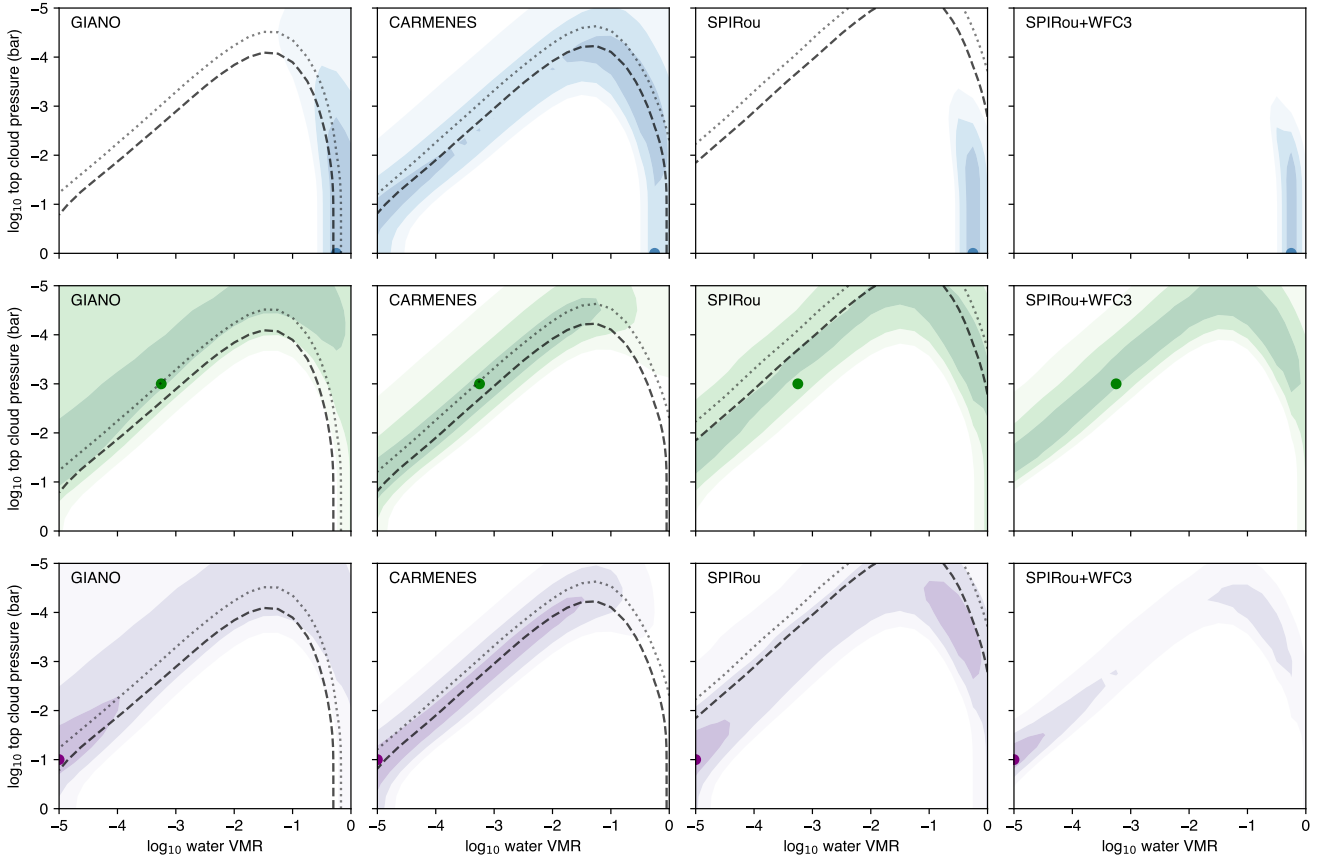 GIANO
CARMENES
SPIRou
SPIRou+WFC3
log₁₀ top cloud pressure (bar)
−5
−4
−3
−2
−1
0
−5
−4
−3
−2
−1
0
GIANO
CARMENES
SPIRou
SPIRou+WFC3
log₁₀ top cloud pressure (bar)
−5
−4
−3
−2
−1
0
GIANO
CARMENES
SPIRou
SPIRou+WFC3
log₁₀ top cloud pressure (bar)
−5 −4 −3 −2 −1 0 −5 −4 −3 −2 −1 0 −5 −4 −3 −2 −1 0 −5 −4 −3 −2 −1 0
log₁₀ water VMR log₁₀ water VMR log₁₀ water VMR log₁₀ water VMR